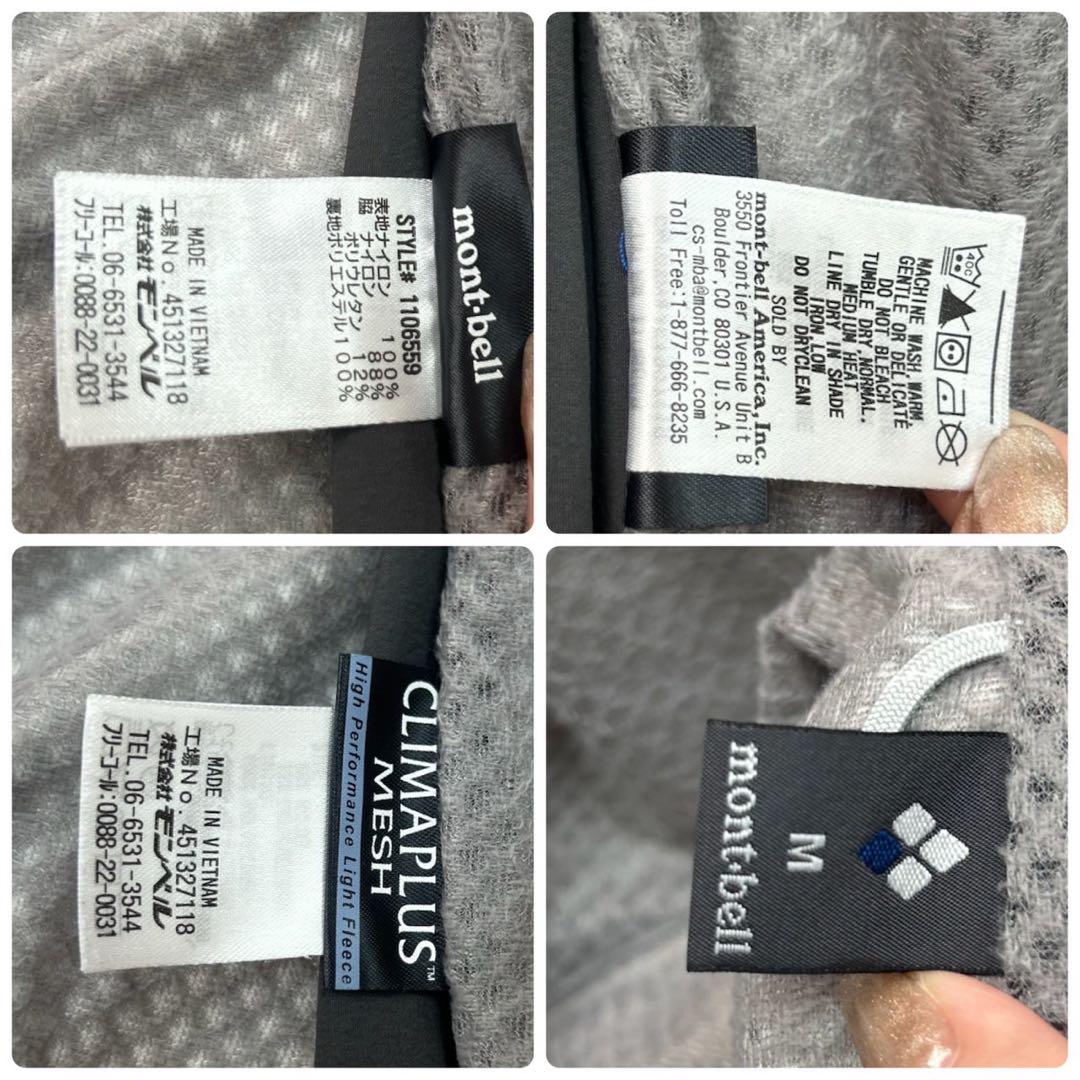 mont-bell
STYLE# 1106559
表地ナイロン 100%
脇 ナイロン 88%
ポリウレタン 12%
裏地ポリエステル100%
MADE IN VIETNAM
工場No. 451327118
株式会社モンベル
TEL.06-6531-3544
フリーコール:0088-22-0031
40C
MACHINE WASH WARM
GENTLE OR DELICATE
DO NOT BLEACH
TUMBLE DRY,NORMAL.
MEDIUM HEAT
LINE DRY IN SHADE
IRON LOW
DO NOT DRYCLEAN
SOLD BY
mont-bell America, Inc.
3550 Frontier Avenue Unit B
Boulder,CO 80301 U.S.A.
cs-mba@montbell.com
Toll Free:1-877-666-8235
CLIMAPLUS™
MESH
High Performance Light Fleece
MADE IN VIETNAM
工場No. 451327118
株式会社モンベル
TEL.06-6531-3544
フリーコール:0088-22-0031
M
mont-bell